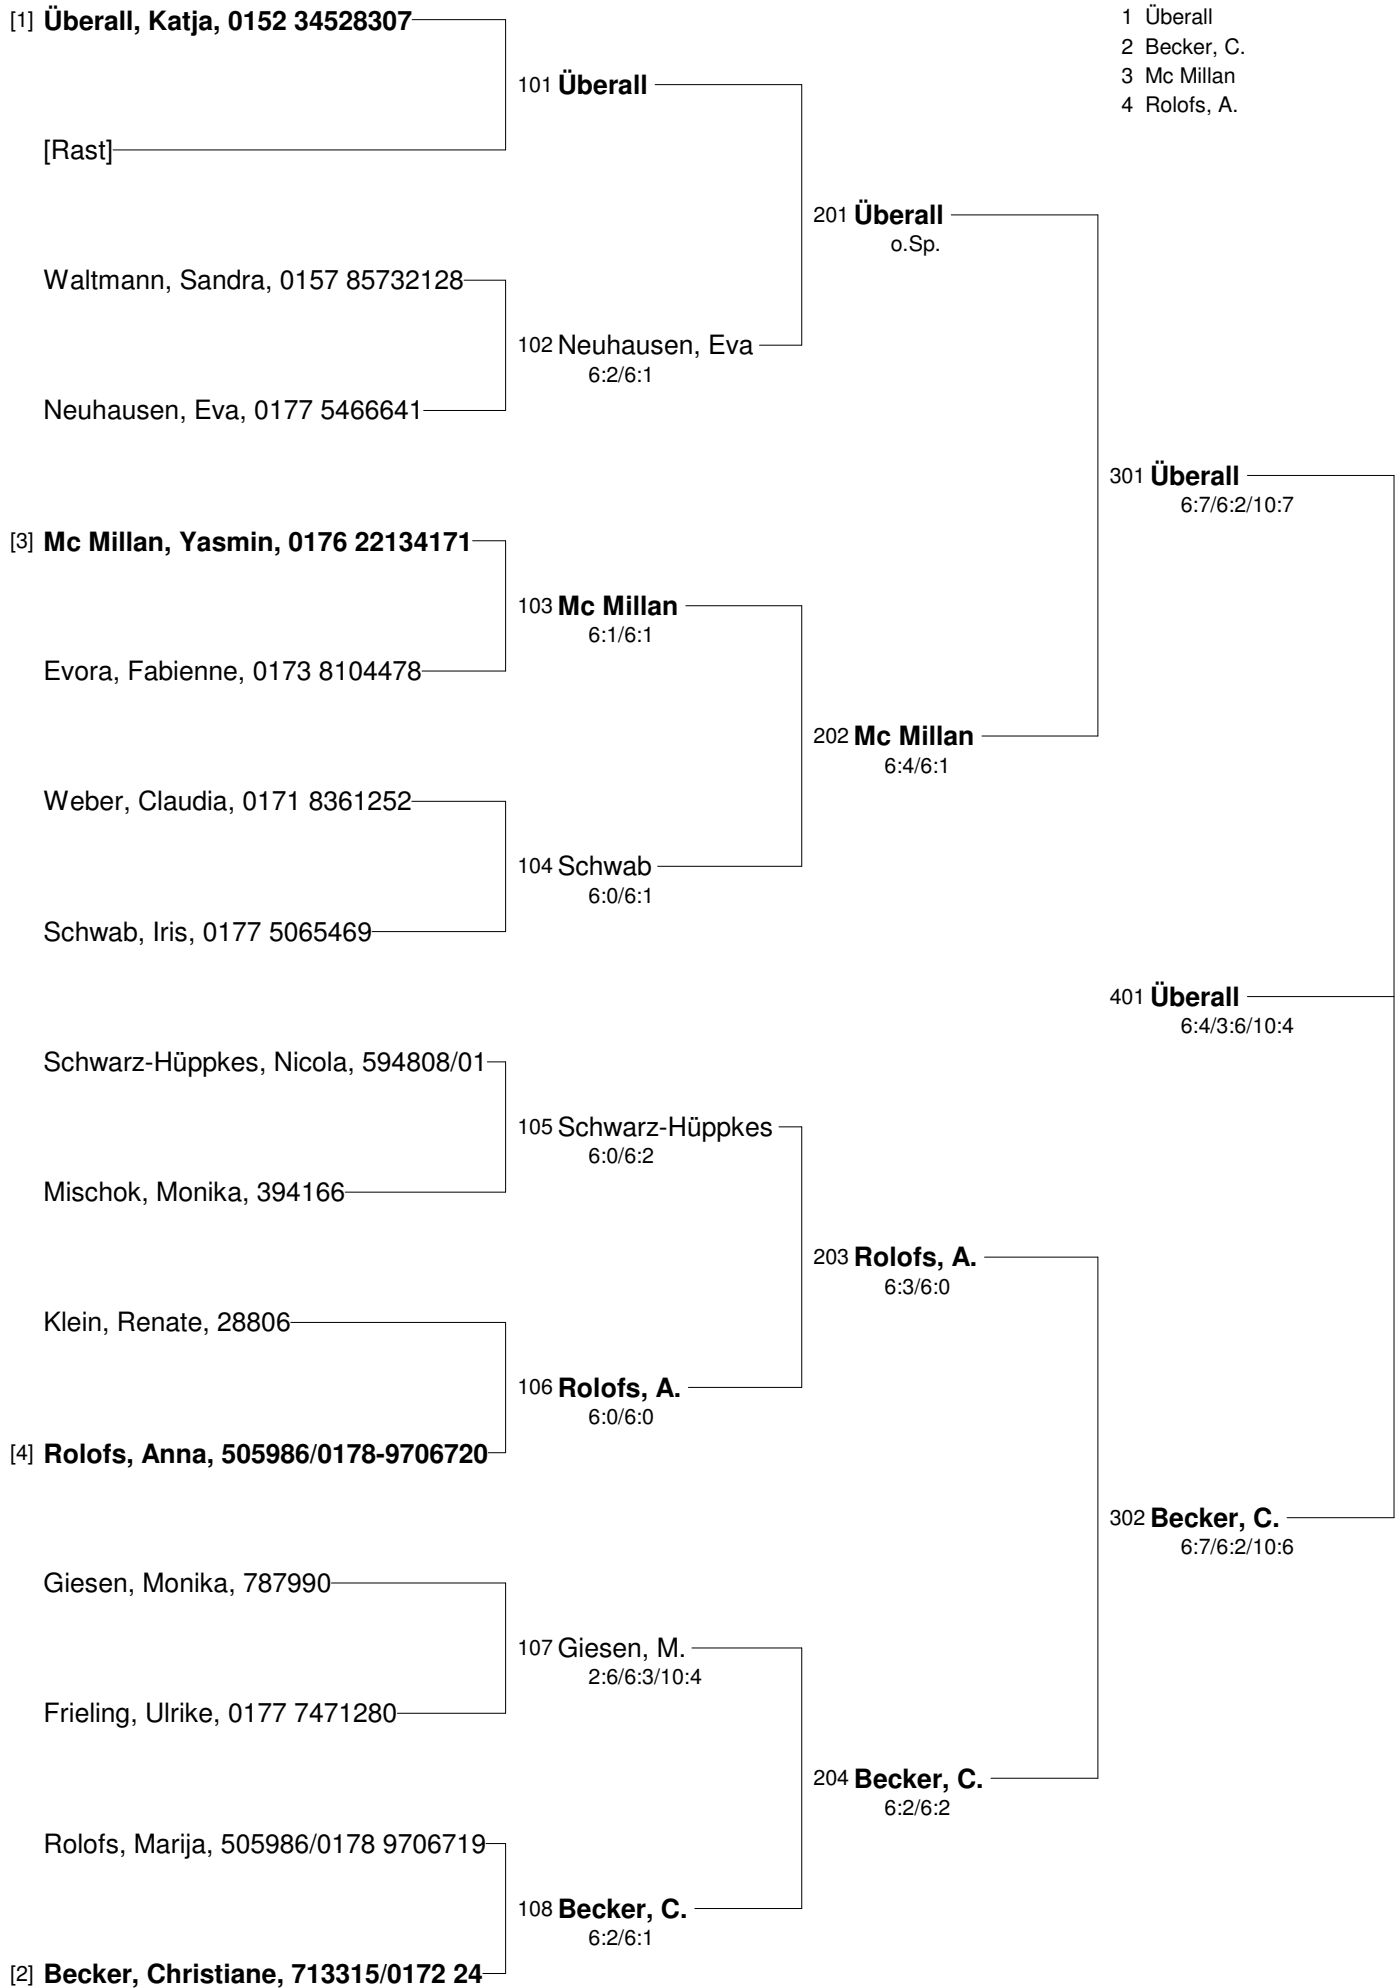 [1] Überall, Katja, 0152 34528307
1 Überall
2 Becker, C.
3 Mc Millan
4 Rolofs, A.
101 Überall
[Rast]
201 Überall
o.Sp.
Waltmann, Sandra, 0157 85732128
102 Neuhausen, Eva
6:2/6:1
Neuhausen, Eva, 0177 5466641
301 Überall
6:7/6:2/10:7
[3] Mc Millan, Yasmin, 0176 22134171
103 Mc Millan
6:1/6:1
Evora, Fabienne, 0173 8104478
202 Mc Millan
6:4/6:1
Weber, Claudia, 0171 8361252
104 Schwab
6:0/6:1
Schwab, Iris, 0177 5065469
401 Überall
6:4/3:6/10:4
Schwarz-Hüppkes, Nicola, 594808/01
105 Schwarz-Hüppkes
6:0/6:2
Mischok, Monika, 394166
203 Rolofs, A.
6:3/6:0
Klein, Renate, 28806
106 Rolofs, A.
6:0/6:0
[4] Rolofs, Anna, 505986/0178-9706720
302 Becker, C.
6:7/6:2/10:6
Giesen, Monika, 787990
107 Giesen, M.
2:6/6:3/10:4
Frieling, Ulrike, 0177 7471280
204 Becker, C.
6:2/6:2
Rolofs, Marija, 505986/0178 9706719
108 Becker, C.
6:2/6:1
[2] Becker, Christiane, 713315/0172 24